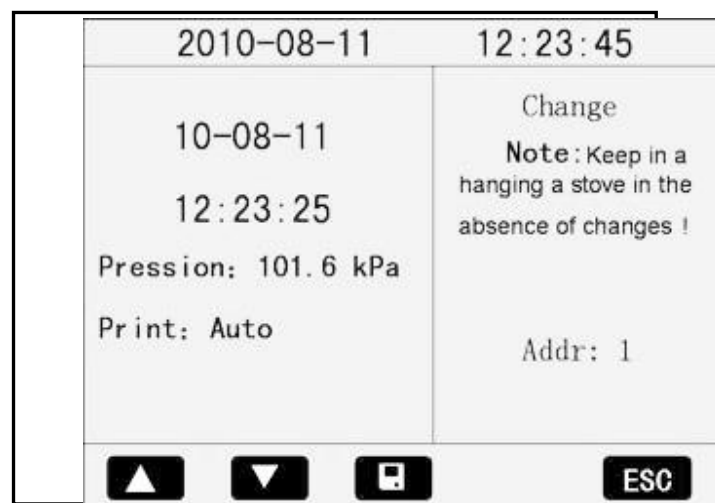 2010-08-11 12:23:45
10-08-11
12:23:25
Pression: 101.6 kPa
Print: Auto
Change
Note:Keep in a
hanging a stove in the
absence of changes !
Addr: 1
ESC